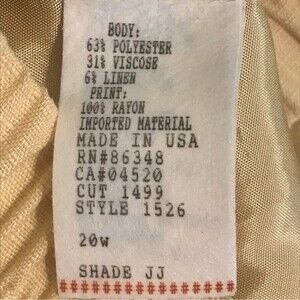 BODY:
63% POLYESTER
31% VISCOSE
6% LINEN
PRINT:
100% RAYON
IMPORTED MATERIAL
MADE IN USA
RN#86348
CA#04520
CUT 1499
STYLE 1526
20W
SHADE JJ